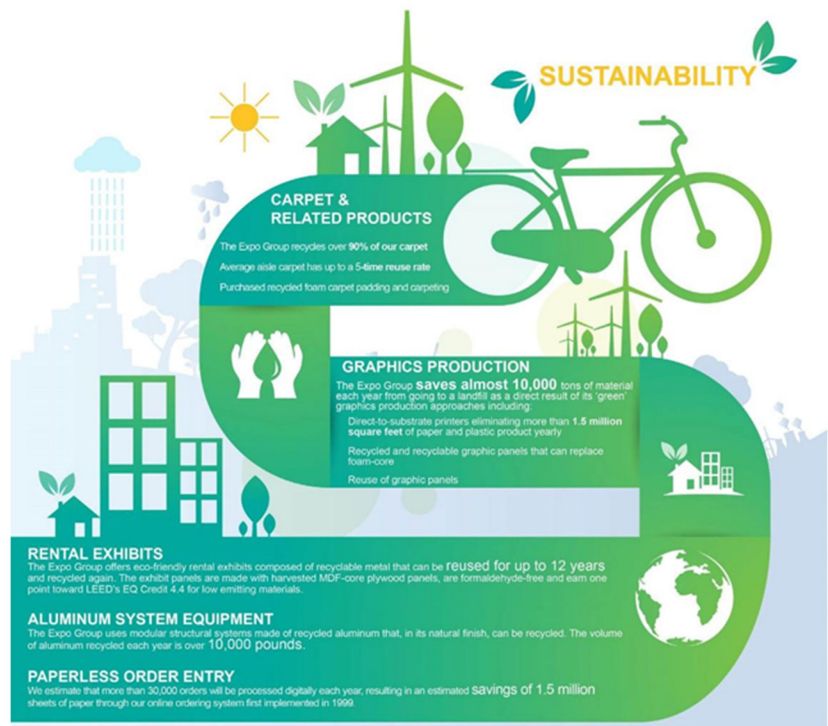 SUSTAINABILITY
CARPET &
RELATED PRODUCTS
The Expo Group recycles over 90% of our carpet
Average aisle carpet has up to a 5-time reuse rate
Purchased recycled foam carpet padding and carpeting
GRAPHICS PRODUCTION
The Expo Group saves almost 10,000 tons of material
each year from going to a landfill as a direct result of its 'green'
graphics production approaches including:
Direct-to-substrate printers eliminating more than 1.5 million
square feet of paper and plastic product yearly
Recycled and recyclable graphic panels that can replace
foam-core
Reuse of graphic panels
RENTAL EXHIBITS
The Expo Group offers eco-friendly rental exhibits composed of recyclable metal that can be reused for up to 12 years
and recycled again. The exhibit panels are made with harvested MDF-core plywood panels, are formaldehyde-free and earn one
point toward LEED's EQ Credit 4.4 for low emitting materials.
ALUMINUM SYSTEM EQUIPMENT
The Expo Group uses modular structural systems made of recycled aluminum that, in its natural finish, can be recycled. The volume
of aluminum recycled each year is over 10,000 pounds.
PAPERLESS ORDER ENTRY
We estimate that more than 30,000 orders will be processed digitally each year, resulting in an estimated savings of 1.5 million
sheets of paper through our online ordering system first implemented in 1999.